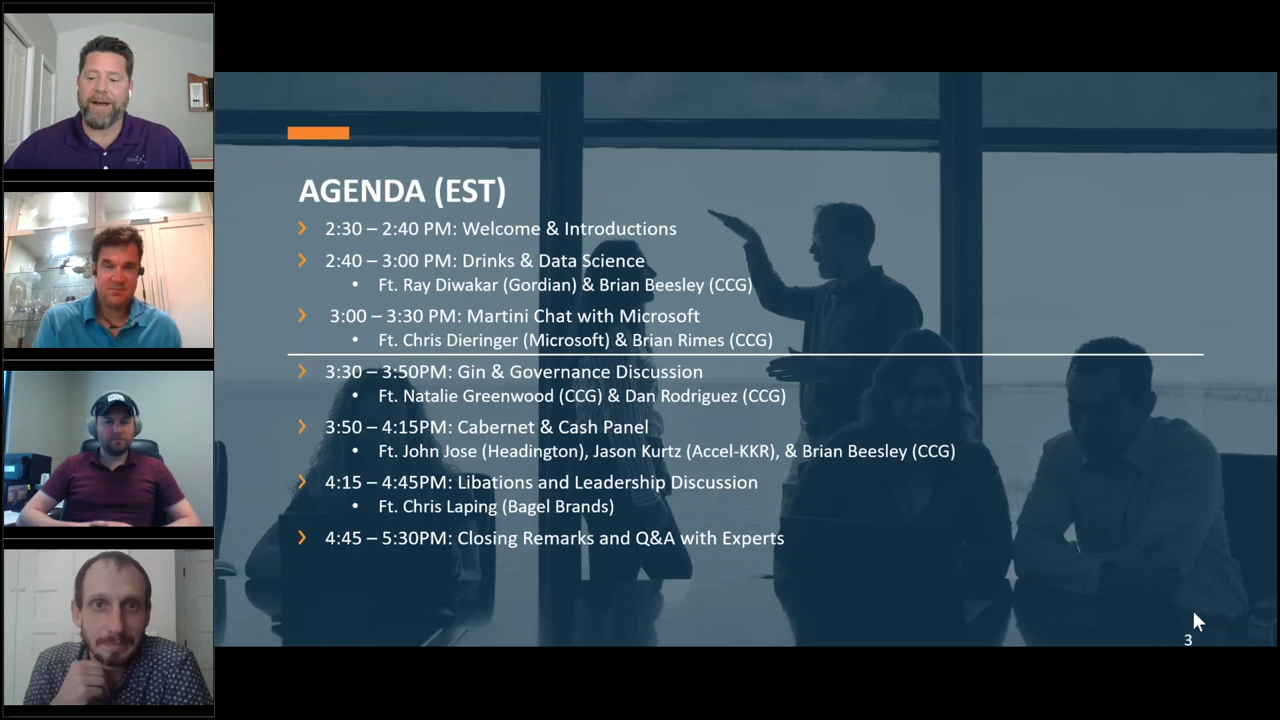 AGENDA (EST)
2:30 – 2:40 PM: Welcome & Introductions
2:40 – 3:00 PM: Drinks & Data Science
Ft. Ray Diwakar (Gordian) & Brian Beesley (CCG)
3:00 – 3:30 PM: Martini Chat with Microsoft
Ft. Chris Dieringer (Microsoft) & Brian Rimes (CCG)
3:30 – 3:50PM: Gin & Governance Discussion
Ft. Natalie Greenwood (CCG) & Dan Rodriguez (CCG)
3:50 – 4:15PM: Cabernet & Cash Panel
Ft. John Jose (Headington), Jason Kurtz (Accel-KKR), & Brian Beesley (CCG)
4:15 – 4:45PM: Libations and Leadership Discussion
Ft. Chris Laping (Bagel Brands)
4:45 – 5:30PM: Closing Remarks and Q&A with Experts
3